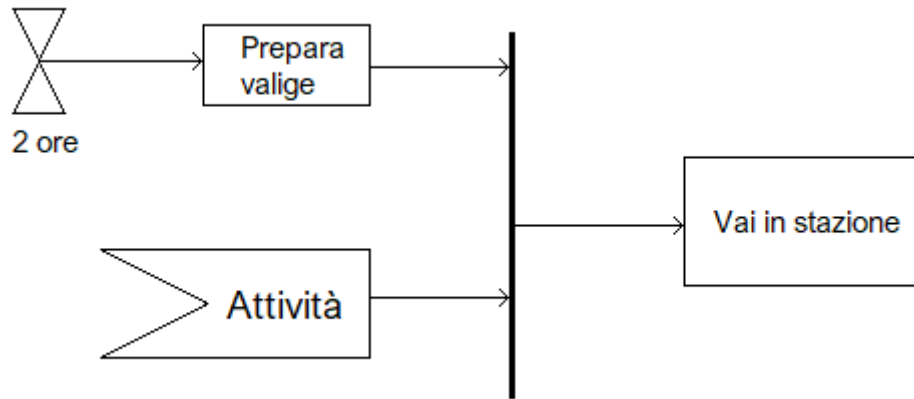 Prepara
valige
2 ore
Vai in stazione
Attività